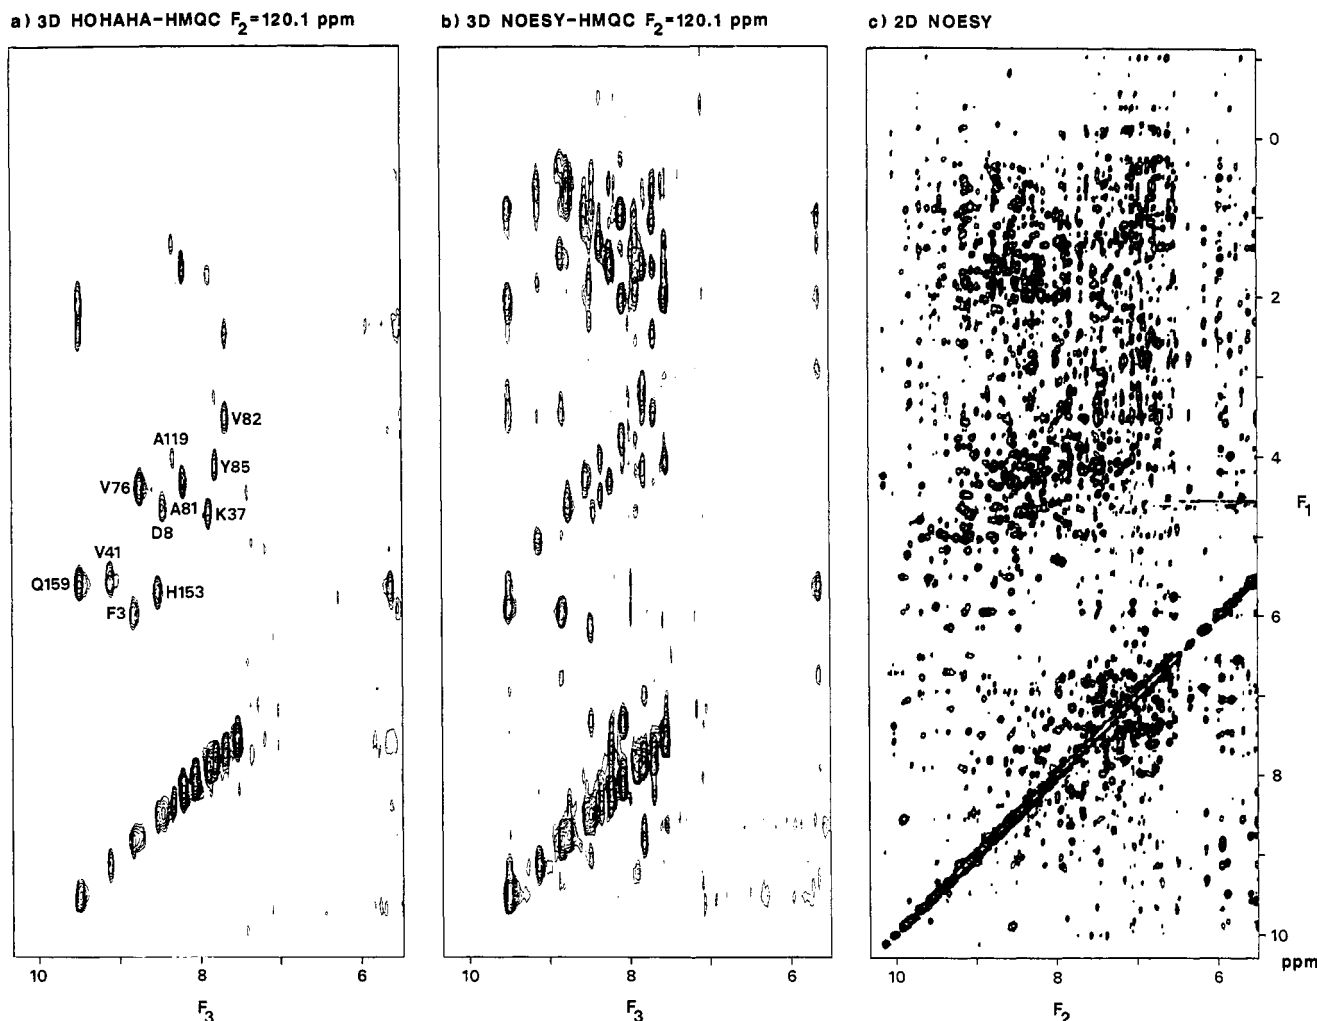 a) 3D HOHAHA-HMQC F2=120.1 ppm
b) 3D NOESY-HMQC F2=120.1 ppm
c) 2D NOESY
V82
A119
Y85
V76
A81
K37
D8
V41
Q159
H153
F3
0
2
4
F1
6
8
10
ppm
10 8 6
10 8 6
10 8 6
F3
F3
F2